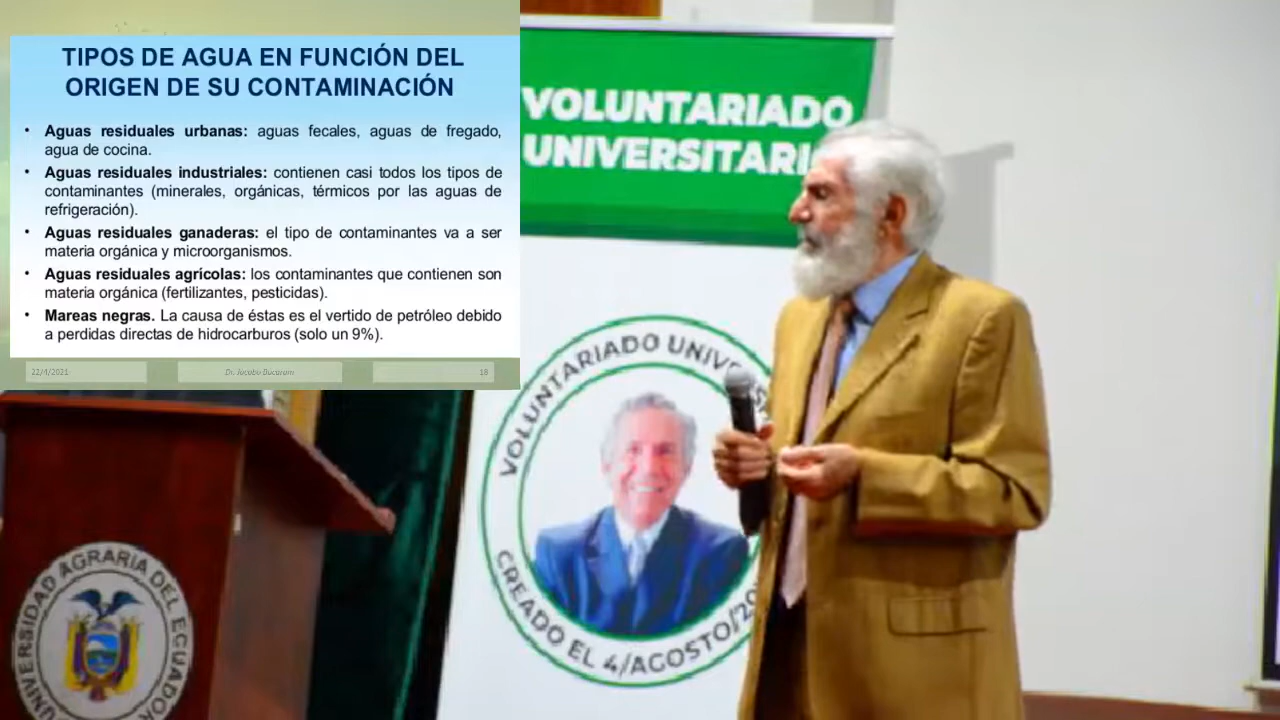 TIPOS DE AGUA EN FUNCIÓN DEL
ORIGEN DE SU CONTAMINACIÓN
• Aguas residuales urbanas: aguas fecales, aguas de fregado,
agua de cocina.
• Aguas residuales industriales: contienen casi todos los tipos de
contaminantes (minerales, orgánicas, térmicos por las aguas de
refrigeración).
• Aguas residuales ganaderas: el tipo de contaminantes va a ser
materia orgánica y microorganismos.
• Aguas residuales agrícolas: los contaminantes que contienen son
materia orgánica (fertilizantes, pesticidas).
• Mareas negras. La causa de éstas es el vertido de petróleo debido
a perdidas directas de hidrocarburos (solo un 9%).
22/4/2021
Dr. Jacobo Bucaram
18
VOLUNTARIADO
UNIVERSITARI
VOLUNTARIADO UNIVE
CREADO EL 4/AGOSTO/20
UNIVERSIDAD AGRARIA DEL ECUADOR